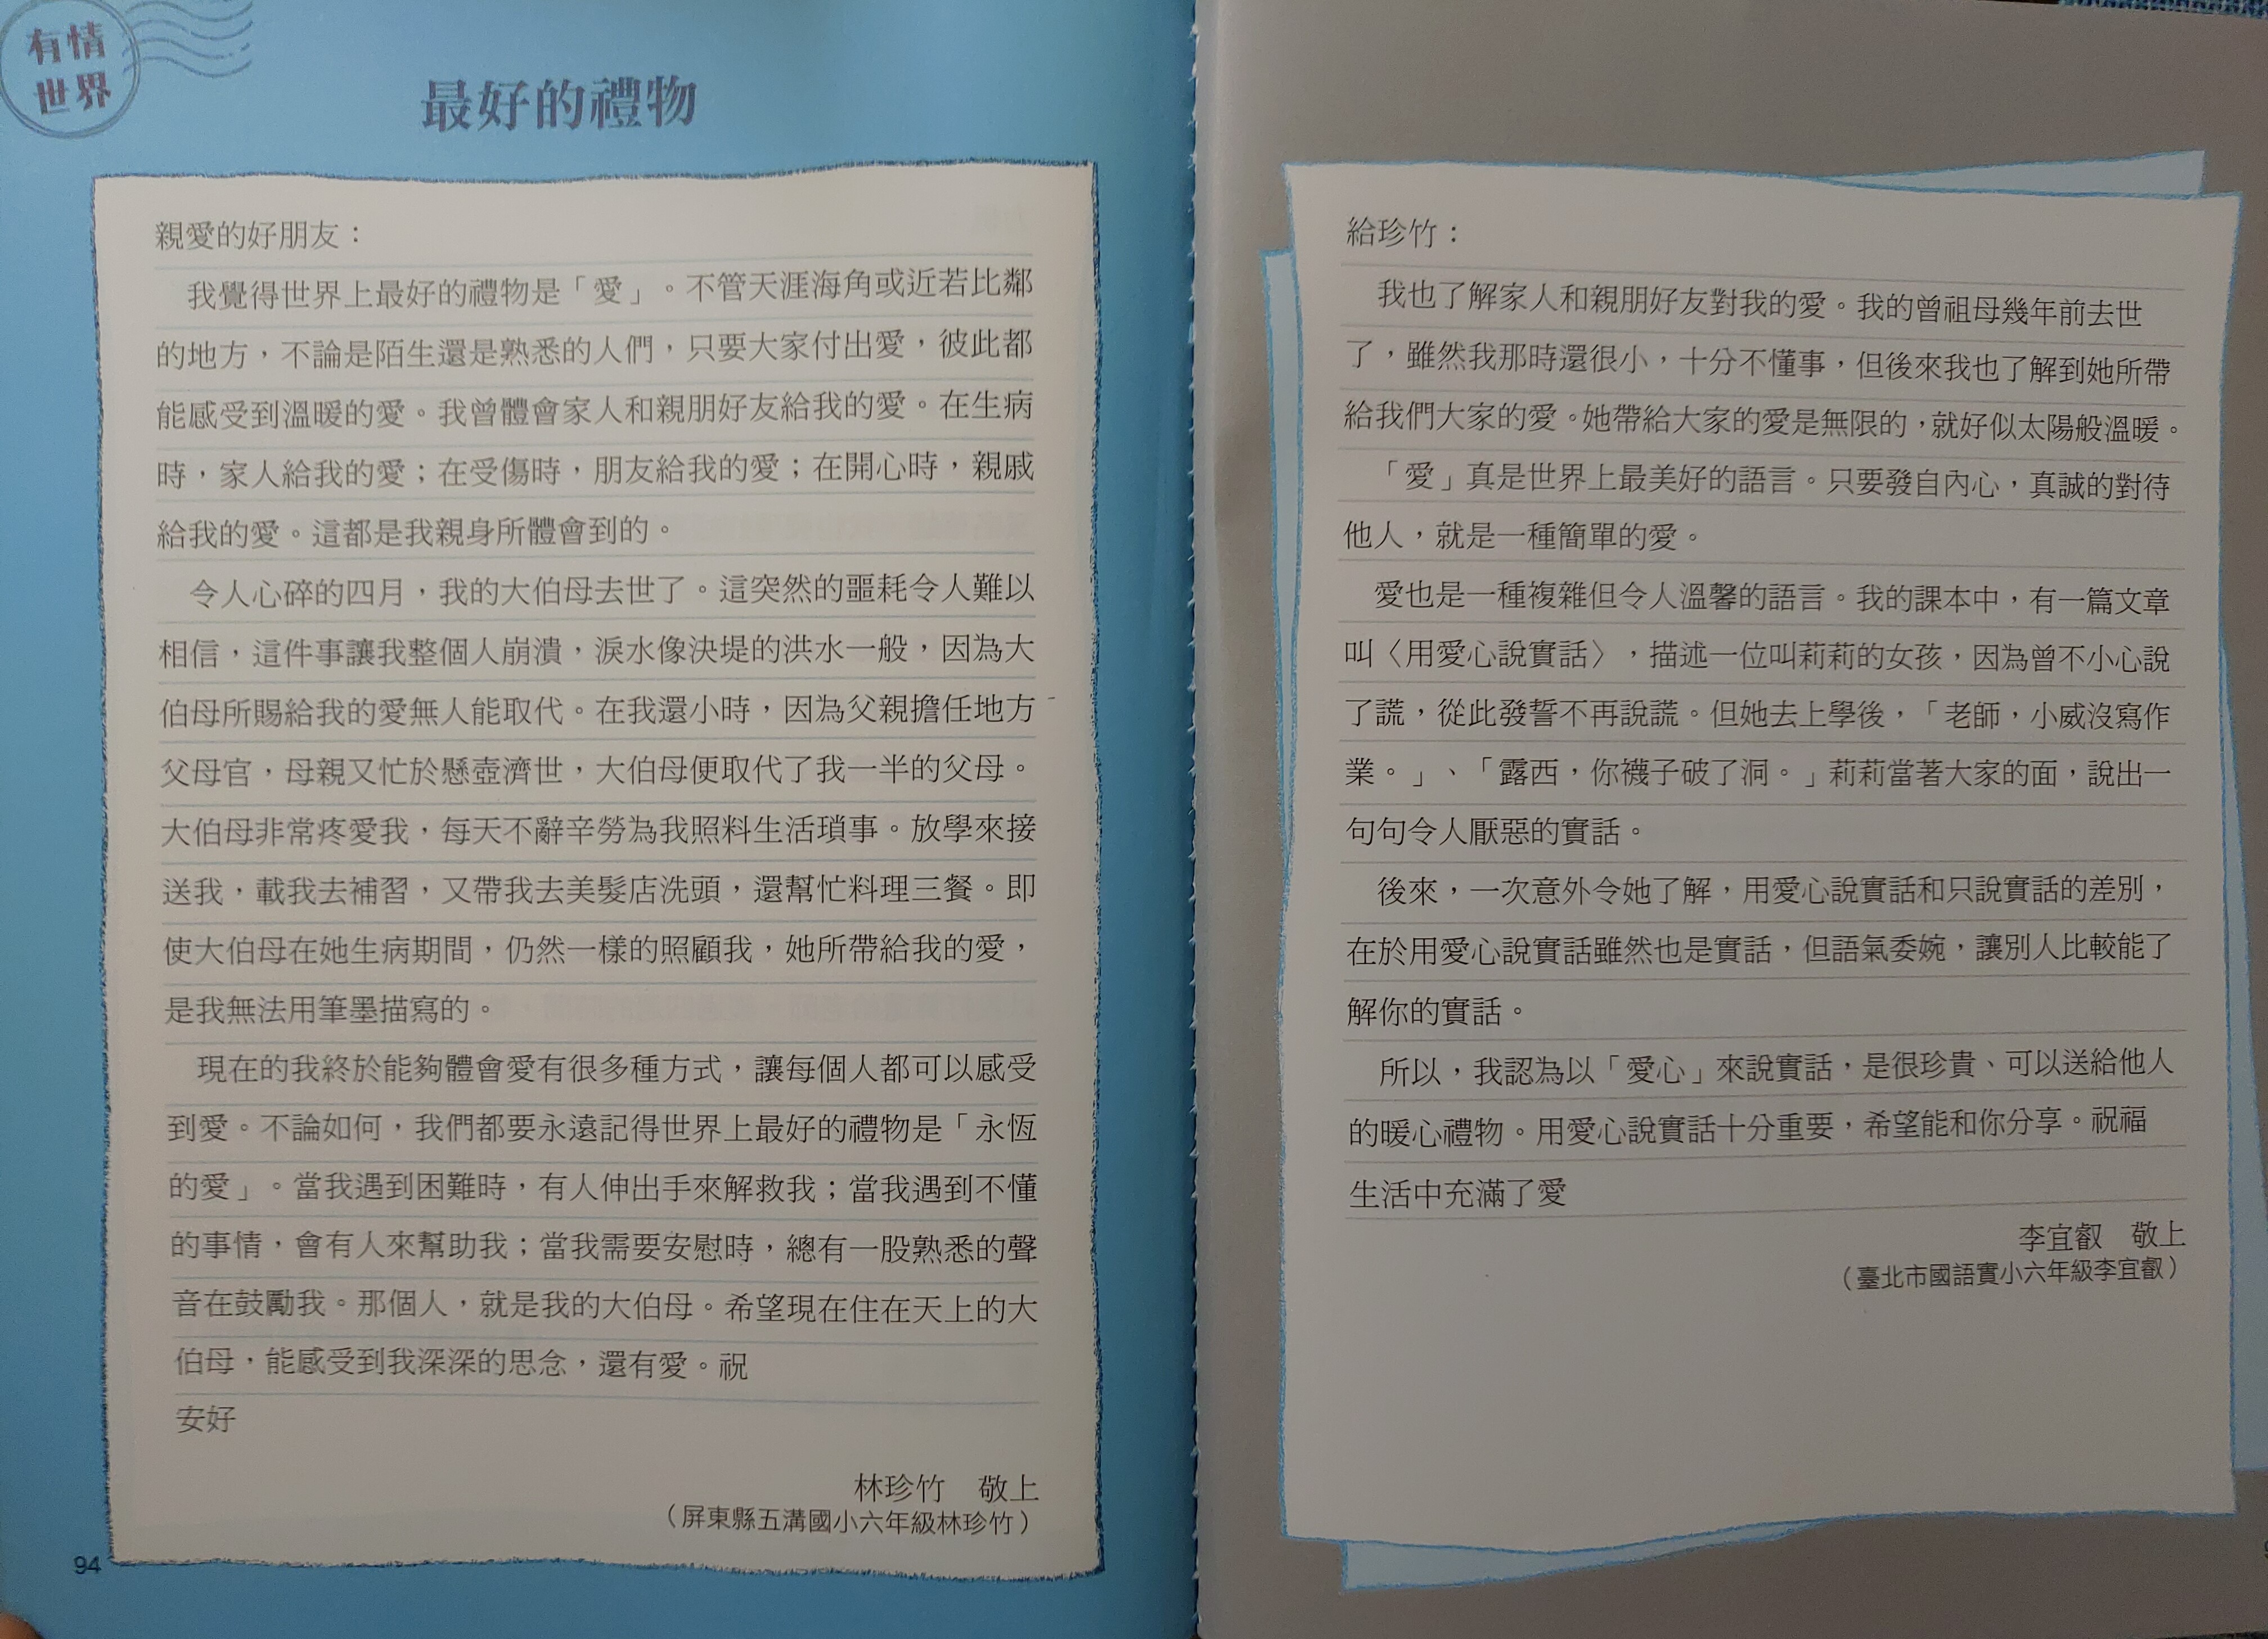 有情
世界
最好的禮物
親愛的好朋友：
我覺得世界上最好的禮物是「愛」。不管天涯海角或近若比鄰
的地方，不論是陌生還是熟悉的人們，只要大家付出愛，彼此都
能感受到溫暖的愛。我曾體會家人和親朋好友給我的愛。在生病
時，家人給我的愛；在受傷時，朋友給我的愛；在開心時，親戚
給我的愛。這都是我親身所體會到的。
令人心碎的四月，我的大伯母去世了。這突然的噩耗令人難以
相信，這件事讓我整個人崩潰，淚水像決堤的洪水一般，因為大
伯母所賜給我的愛無人能取代。在我還小時，因為父親擔任地方
父母官，母親又忙於懸壺濟世，大伯母便取代了我一半的父母。
大伯母非常疼愛我，每天不辭辛勞為我照料生活瑣事。放學來接
送我，載我去補習，又帶我去美髮店洗頭，還幫忙料理三餐。即
使大伯母在她生病期間，仍然一樣的照顧我，她所帶給我的愛，
是我無法用筆墨描寫的。
現在的我終於能夠體會愛有很多種方式，讓每個人都可以感受
到愛。不論如何，我們都要永遠記得世界上最好的禮物是「永恆
的愛」。當我遇到困難時，有人伸出手來解救我；當我遇到不懂
的事情，會有人來幫助我；當我需要安慰時，總有一股熟悉的聲
音在鼓勵我。那個人，就是我的大伯母。希望現在住在天上的大
伯母，能感受到我深深的思念，還有愛。祝
安好
林珍竹　敬上
（屏東縣五溝國小六年級林珍竹）
94
給珍竹：
我也了解家人和親朋好友對我的愛。我的曾祖母幾年前去世
了，雖然我那時還很小，十分不懂事，但後來我也了解到她所帶
給我們大家的愛。她帶給大家的愛是無限的，就好似太陽般溫暖。
「愛」真是世界上最美好的語言。只要發自內心，真誠的對待
他人，就是一種簡單的愛。
愛也是一種複雜但令人溫馨的語言。我的課本中，有一篇文章
叫〈用愛心說實話〉，描述一位叫莉莉的女孩，因為曾不小心說
了謊，從此發誓不再說謊。但她去上學後，「老師，小威沒寫作
業。」、「露西，你襪子破了洞。」莉莉當著大家的面，說出一
句句令人厭惡的實話。
後來，一次意外令她了解，用愛心說實話和只說實話的差別，
在於用愛心說實話雖然也是實話，但語氣委婉，讓別人比較能了
解你的實話。
所以，我認為以「愛心」來說實話，是很珍貴、可以送給他人
的暖心禮物。用愛心說實話十分重要，希望能和你分享。祝福
生活中充滿了愛
李宜叡　敬上
（臺北市國語實小六年級李宜叡）